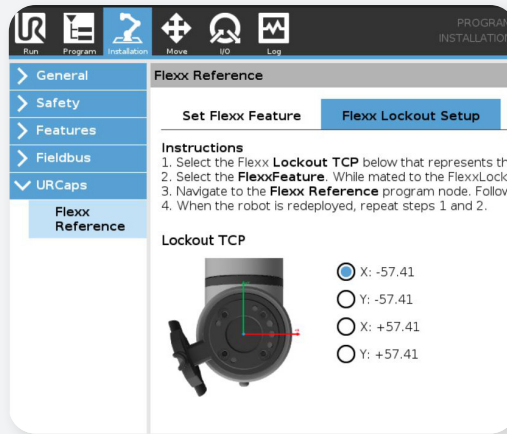 PROGRAM
INSTALLATION
Run Program Installation Move I/O Log
General
Safety
Features
Fieldbus
URCaps
Flexx
Reference
Flexx Reference
Set Flexx Feature Flexx Lockout Setup
Instructions
1. Select the Flexx Lockout TCP below that represents th
2. Select the FlexxFeature. While mated to the FlexxLock
3. Navigate to the Flexx Reference program node. Follow
4. When the robot is redeployed, repeat steps 1 and 2.
Lockout TCP
X: -57.41
Y: -57.41
X: +57.41
Y: +57.41